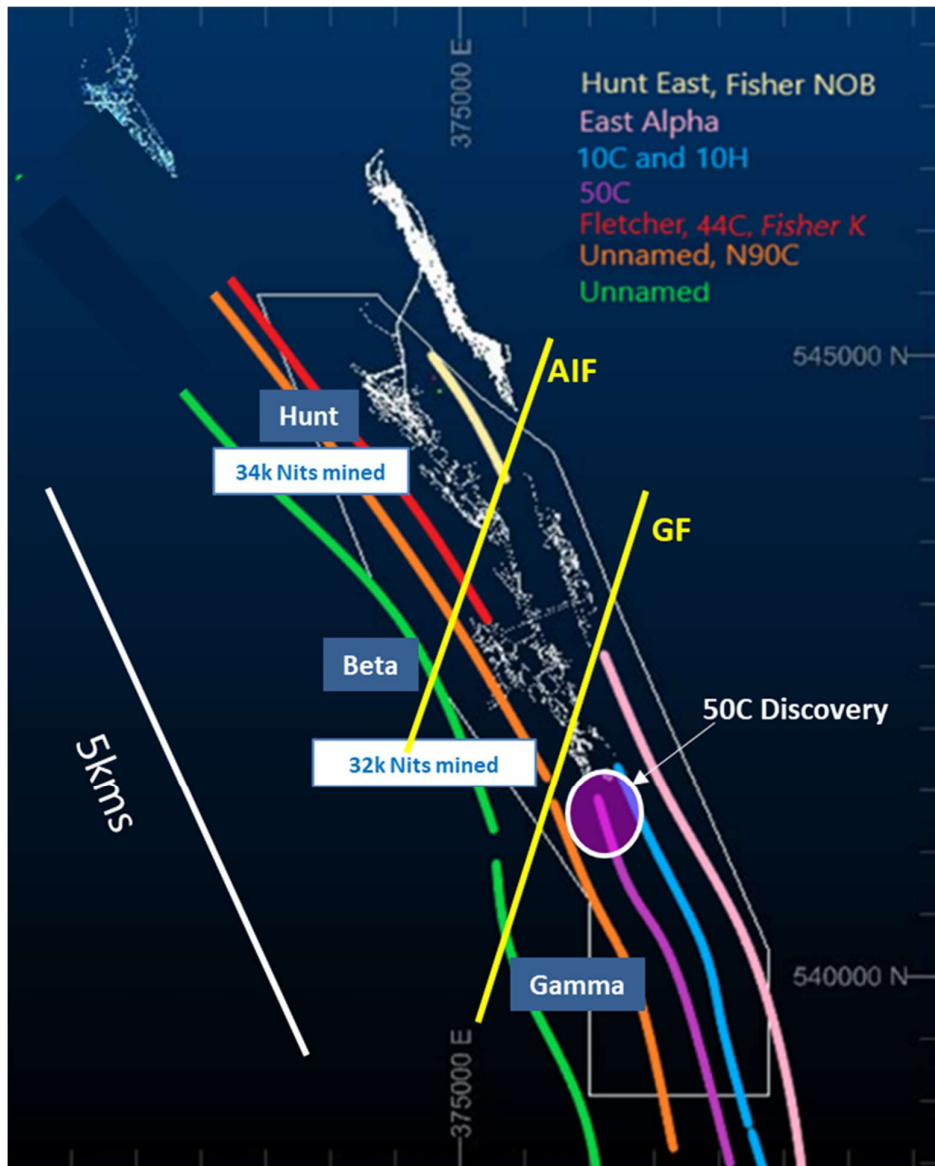 375000 E
Hunt East, Fisher NOB
East Alpha
10C and 10H
50C
Fletcher, 44C, Fisher K
Unnamed, N90C
Unnamed
545000 N
AIF
Hunt
34k Nits mined
GF
Beta
50C Discovery
32k Nits mined
5kms
540000 N
Gamma
375000 E